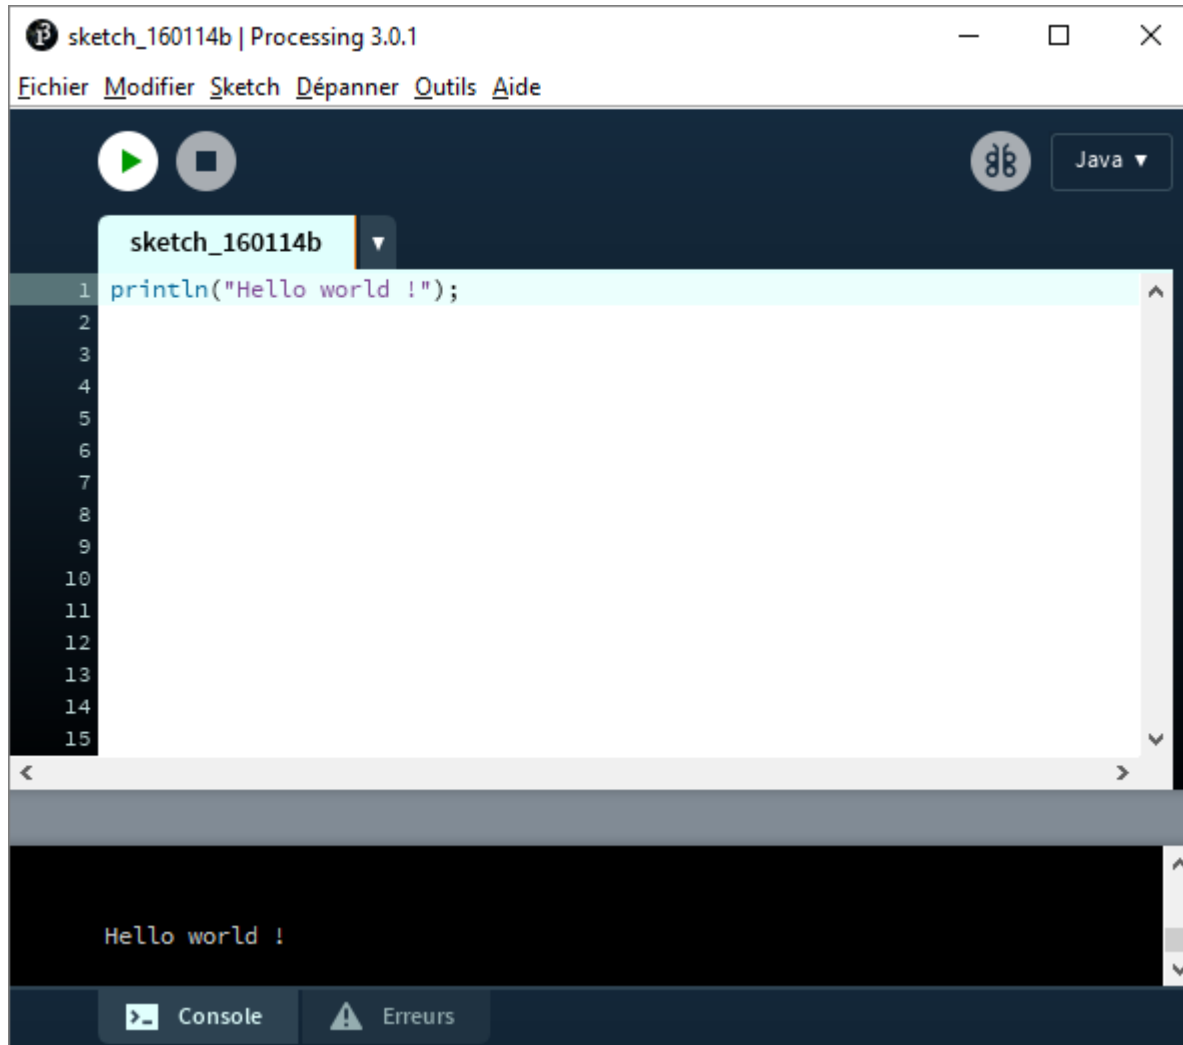 sketch_160114b | Processing 3.0.1
Fichier Modifier Sketch Dépanner Outils Aide
Java ▼
sketch_160114b ▼
1 println("Hello world !");
2
3
4
5
6
7
8
9
10
11
12
13
14
15
Hello world !
Console Erreurs